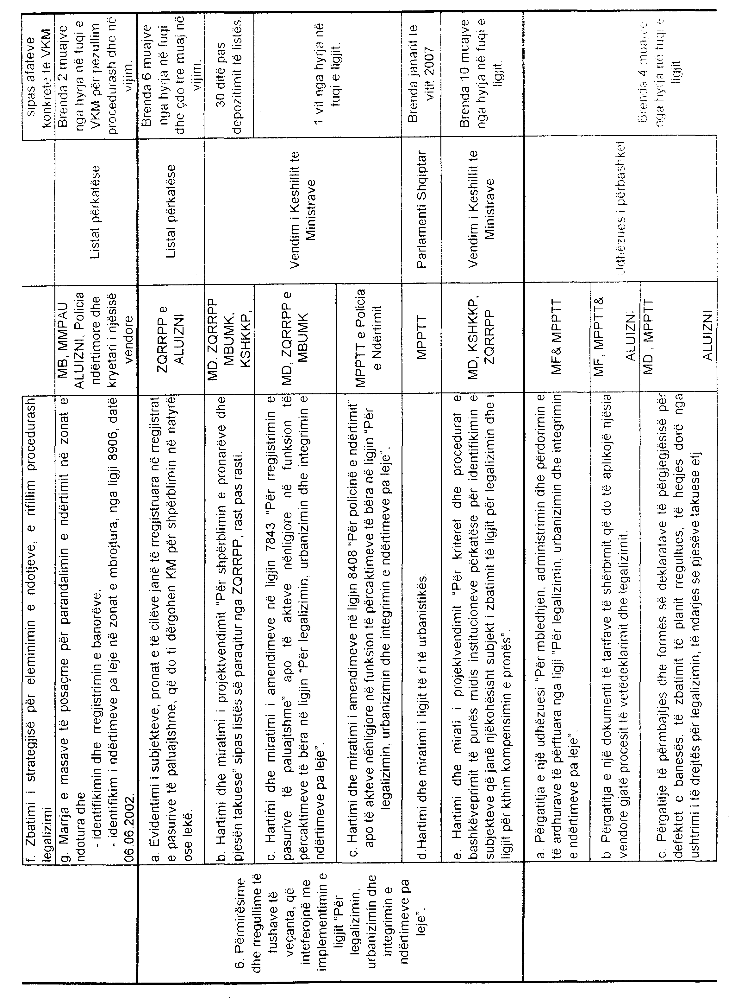 f. Zbatimi i strategjisë për eleminimin e ndotjeve, e rifillim procedurash
legalizimi
sipas afateve
konkrete të VKM.
g. Marrja e masave të posaçme për parandalimin e ndërtimit në zonat e
ndotura dhe
- identifikimin dhe rregjistrimin e banorëve.
- identifikim i ndërtimeve pa leje në zonat e mbrojtura, nga ligji 8906, datë
06.06.2002.
MB, MMPAU
ALUIZNI, Policia
ndërtimore dhe
kryetari i njësisë
vendore
Listat përkatëse
Brenda 2 muajve
nga hyrja në fuqi e
VKM për pezullim
procedurash dhe në
vijim.
6. Përmirësime
dhe rregullime të
fushave të
veçanta, që
inteferojnë me
implementimin e
ligjit “Për
legalizimin,
urbanizimin dhe
integrimin e
ndërtimeve pa
leje”.
a. Evidentimi i subjekteve, pronat e të cilëve janë të rregjistruara në rregjistrat
e pasurive të paluajtshme, që do ti dërgohen KM për shpërblimin në natyrë
ose lekë.
ZQRRPP e
ALUIZNI
Listat përkatëse
Brenda 6 muajve
nga hyrja në fuqi
dhe çdo tre muaj në
vijim.
b. Hartimi dhe miratimi i projektvendimit “Për shpërblimin e pronarëve dhe
pjesën takuese” sipas listës së paraqitur nga ZQRRPP, rast pas rasti.
MD. ZQRRPP
MBUMK,
KSHKKP,
30 ditë pas
depozitimit të listës.
c. Hartimi dhe miratimi i amendimeve në ligjin 7843 “Për rregjistrimin e
pasurive të paluajtshme” apo të akteve nënligjore në funksion të
përcaktimeve të bëra në ligjin “Për legalizimin, urbanizimin dhe integrimin e
ndërtimeve pa leje”.
MD, ZQRRPP e
MBUMK
Vendim i Keshillit te
Ministrave
1 vit nga hyrja në
fuqi e ligjit.
ç. Hartimi dhe miratimi i amendimeve në ligjin 8408 “Për policinë e ndërtimit”
apo të akteve nënligjore në funksion të përcaktimeve të bëra në ligjin “Për
legalizimin, urbanizimin dhe integrimin e ndërtimeve pa leje”.
MPPTT e Policia
e Ndërtimit
d.Hartimi dhe miratimi i ligjit të ri të urbanistikës.
MPPTT
Parlamenti Shqiptar
Brenda janarit te
vitit 2007
e. Hartimi dhe mirati i projektvendimit “Për kriteret dhe procedurat e
bashkëveprimit të punës midis institucioneve përkatëse për identifikimin e
subjekteve që janë njëkohësisht subjekt i zbatimit të ligjit për legalizimin dhe i
ligjit për kthim kompensimin e pronës”.
MD, KSHKKP,
ZQRRPP
Vendim i Keshillit te
Ministrave
Brenda 10 muajve
nga hyrja në fuqi e
ligjit.
a. Përgatitja e një udhëzuesi “Për mbledhjen, administrimin dhe përdorimin e
të ardhurave të përftuara nga ligji “Për legalizimin, urbanizimin dhe integrimin
e ndërtimeve pa leje”.
MF& MPPTT
b. Përgatitja e një dokumenti të tarifave të shërbimit që do të aplikojë njësia
vendore gjatë procesit të vetëdeklarimit dhe legalizimit.
MF, MPPTT&
ALUIZNI
Udhëzues i përbashkët
c. Përgatitje të përmbajtjes dhe formës së deklaratave të përgjegjësisë për
defektet e banesës, të zbatimit të planit rregullues, të heqjes dorë nga
ushtrimi i të drejtës për legalizimin, të ndarjes së pjesëve takuese etj
MD , MPPTT
ALUIZNI
Brenda 4 muajve
nga hyrja në fuqi e
ligjit